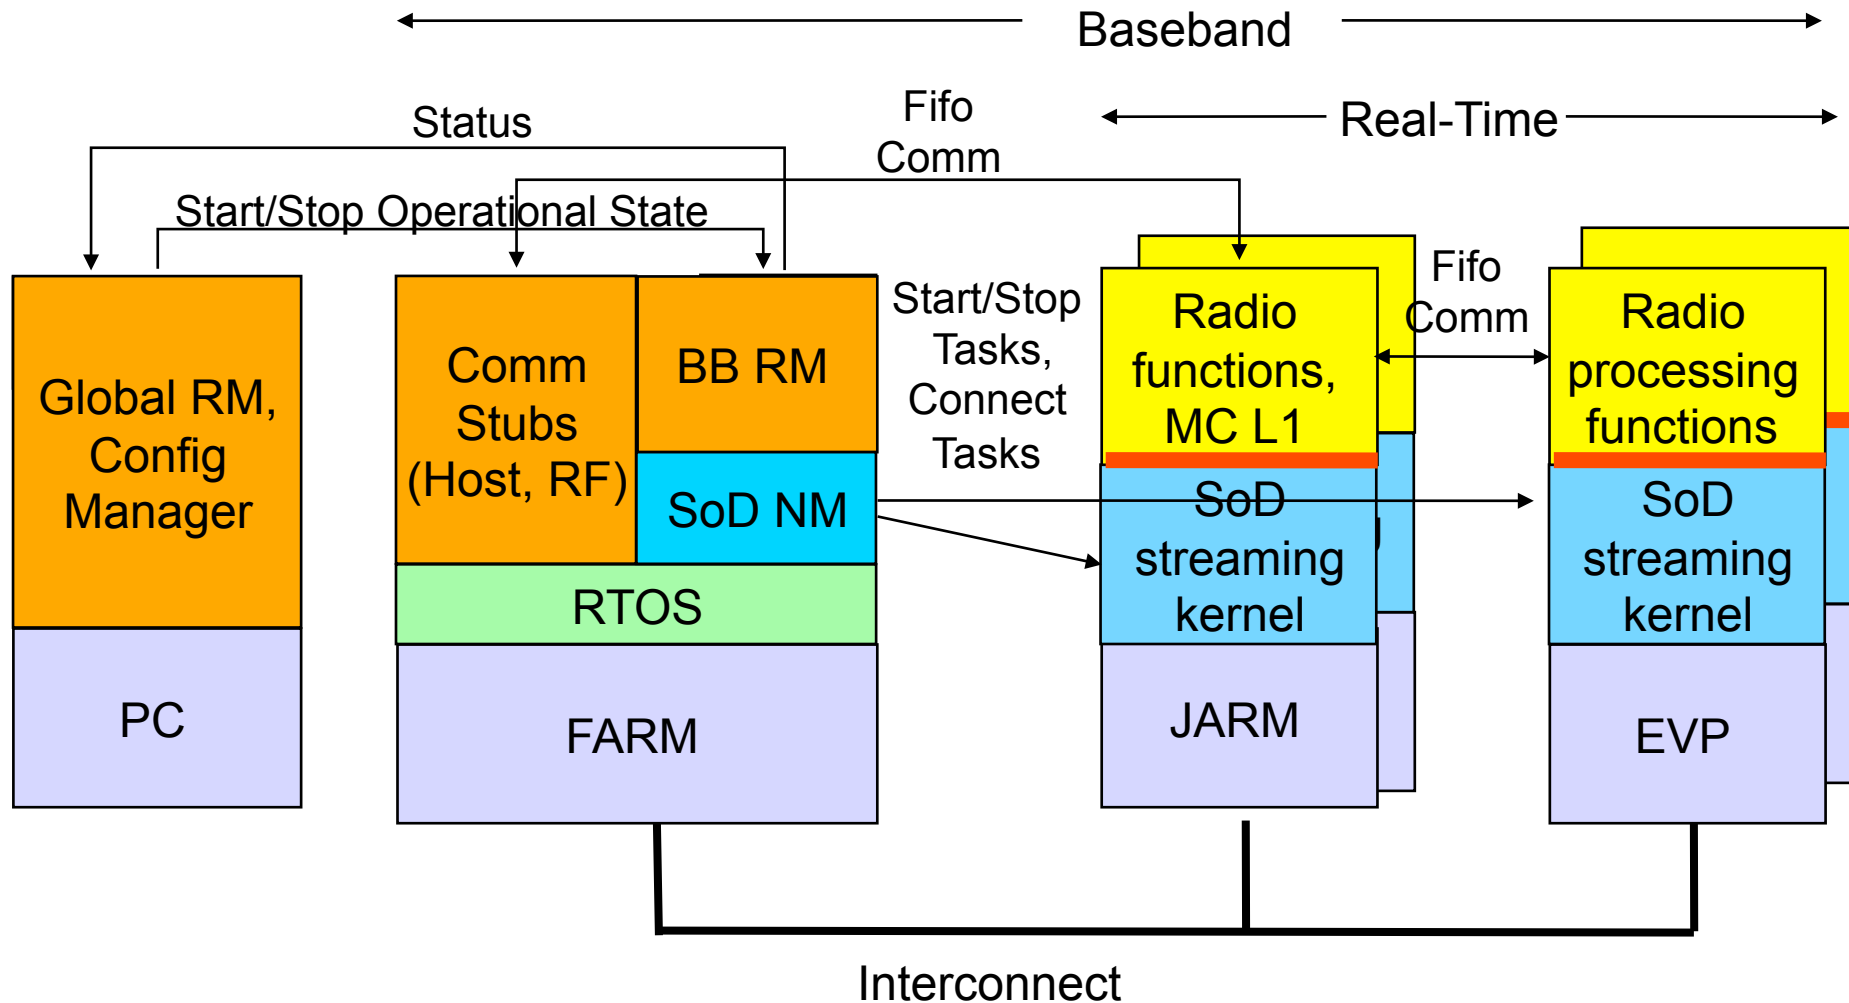 Baseband
Real-Time
Status
Fifo
Comm
Start/Stop Operational State
Global RM,
Config
Manager
PC
Comm
Stubs
(Host, RF)
BB RM
SoD NM
RTOS
FARM
Start/Stop
Tasks,
Connect
Tasks
Radio
functions,
MC L1
SoD
streaming
kernel
JARM
Fifo
Comm
Radio
processing
functions
SoD
streaming
kernel
EVP
Interconnect